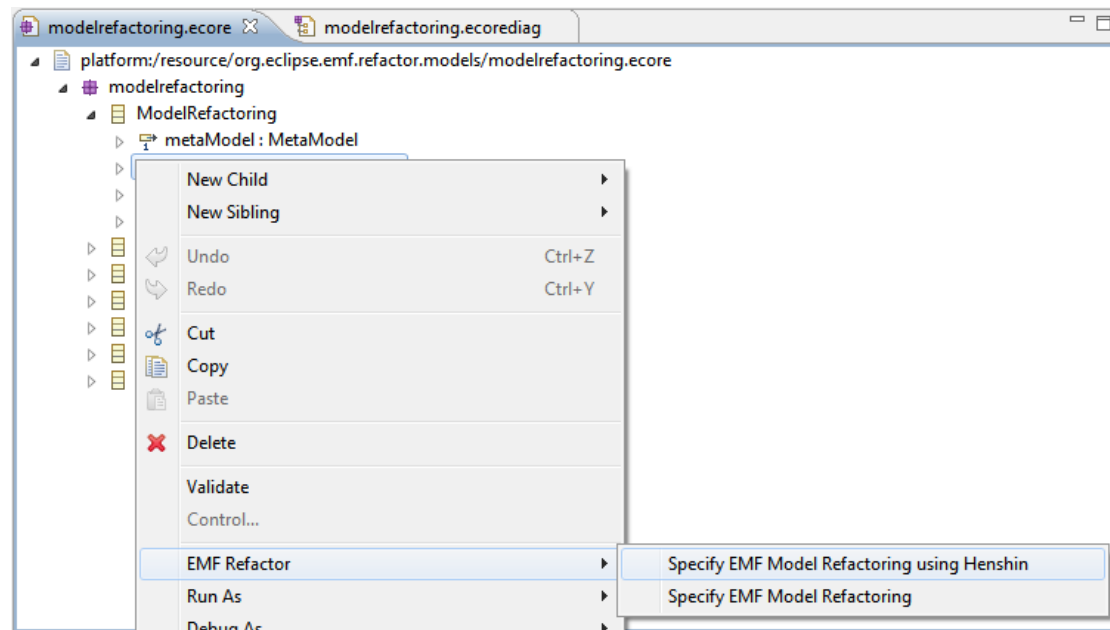 modelrefactoring.ecore modelrefactoring.ecorediag
platform:/resource/org.eclipse.emf.refactor.models/modelrefactoring.ecore
modelrefactoring
ModelRefactoring
metaModel : MetaModel
New Child
New Sibling
Undo Ctrl+Z
Redo Ctrl+Y
Cut
Copy
Paste
Delete
Validate
Control...
EMF Refactor
Specify EMF Model Refactoring using Henshin
Run As
Specify EMF Model Refactoring
Debug As